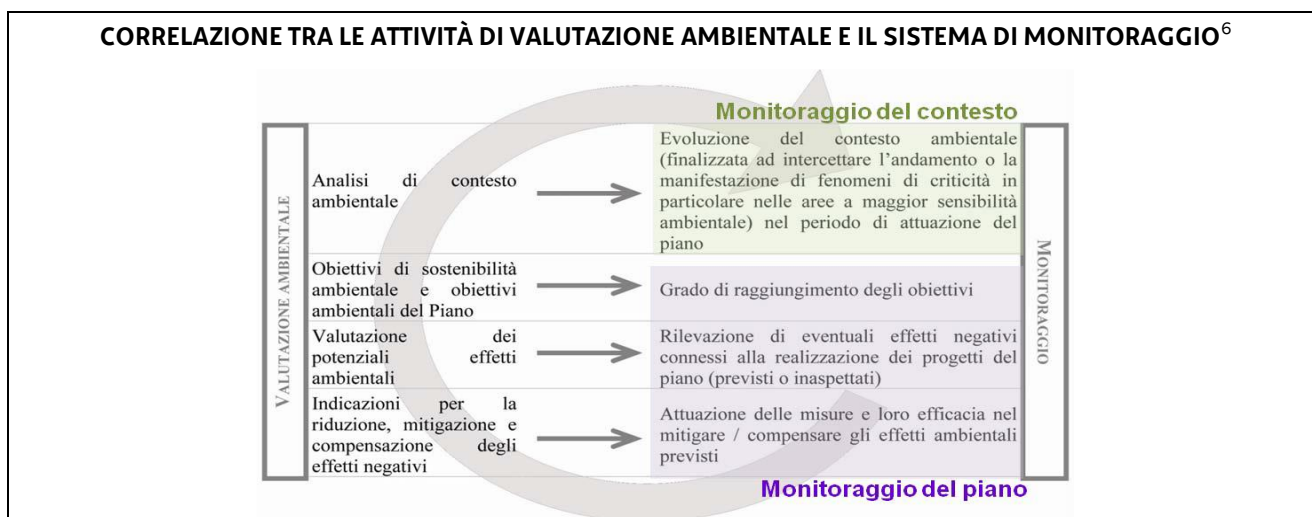 CORRELAZIONE TRA LE ATTIVITÀ DI VALUTAZIONE AMBIENTALE E IL SISTEMA DI MONITORAGGIO6
Monitoraggio del contesto
VALUTAZIONE AMBIENTALE
Analisi di contesto
ambientale
Evoluzione del contesto ambientale
(finalizzata ad intercettare l'andamento o la
manifestazione di fenomeni di criticità in
particolare nelle aree a maggior sensibilità
ambientale) nel periodo di attuazione del
piano
Obiettivi di sostenibilità
ambientale e obiettivi
ambientali del Piano
Grado di raggiungimento degli obiettivi
Valutazione dei
potenziali effetti
ambientali
Rilevazione di eventuali effetti negativi
connessi alla realizzazione dei progetti del
piano (previsti o inaspettati)
Indicazioni per la
riduzione, mitigazione e
compensazione degli
effetti negativi
Attuazione delle misure e loro efficacia nel
mitigare / compensare gli effetti ambientali
previsti
MONITORAGGIO
Monitoraggio del piano